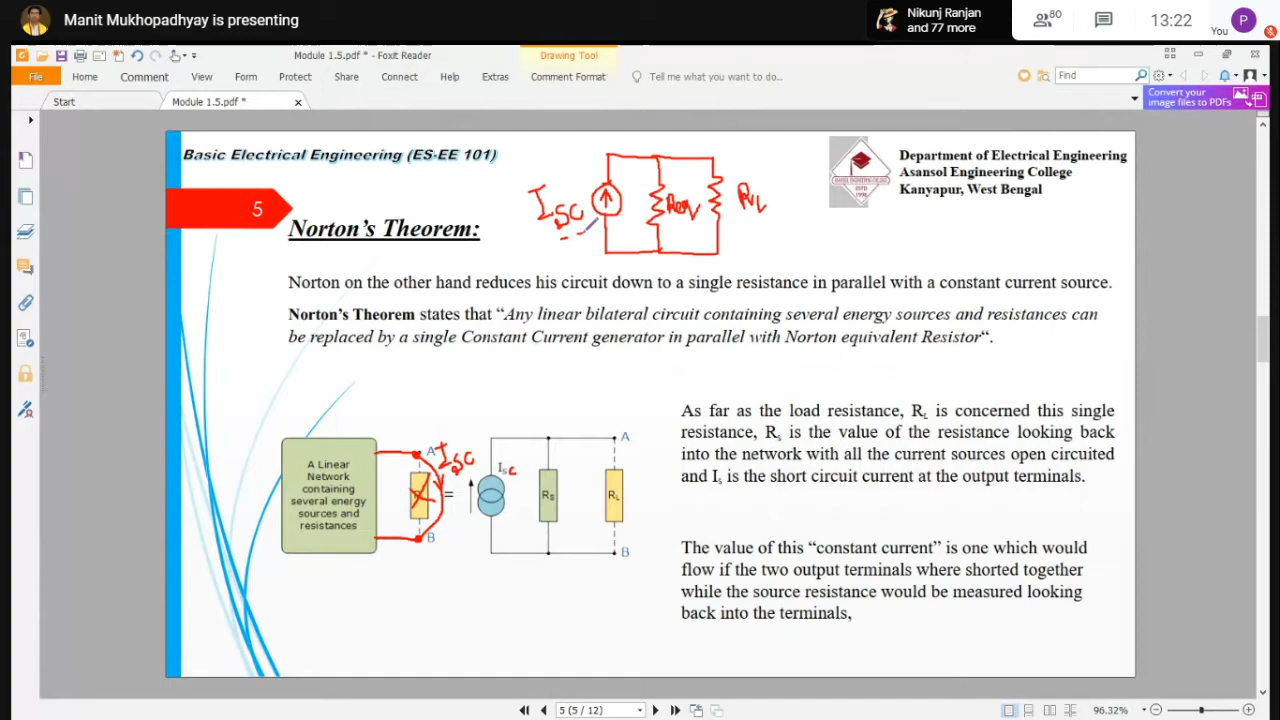 Manit Mukhopadhyay is presenting
Nikunj Ranjan
and 77 more
80
13:22
You
P
Module 1.5.pdf * - Foxit Reader
Drawing Tool
File
Home
Comment
View
Form
Protect
Share
Connect
Help
Extras
Comment Format
Tell me what you want to do...
Find
Start
Module 1.5.pdf *
Convert your
image files to PDFs
Basic Electrical Engineering (ES-EE 101)
Department of Electrical Engineering
Asansol Engineering College
Kanyapur, West Bengal
5
Norton's Theorem:
ISC
Req
RL
Norton on the other hand reduces his circuit down to a single resistance in parallel with a constant current source.
Norton's Theorem states that “Any linear bilateral circuit containing several energy sources and resistances can
be replaced by a single Constant Current generator in parallel with Norton equivalent Resistor“.
A Linear
Network
containing
several energy
sources and
resistances
A
ISC
B
=
Isc
RS
RL
A
B
As far as the load resistance, RL is concerned this single
resistance, Rs is the value of the resistance looking back
into the network with all the current sources open circuited
and Is is the short circuit current at the output terminals.
The value of this “constant current” is one which would
flow if the two output terminals where shorted together
while the source resistance would be measured looking
back into the terminals,
5 (5 / 12)
96.32%